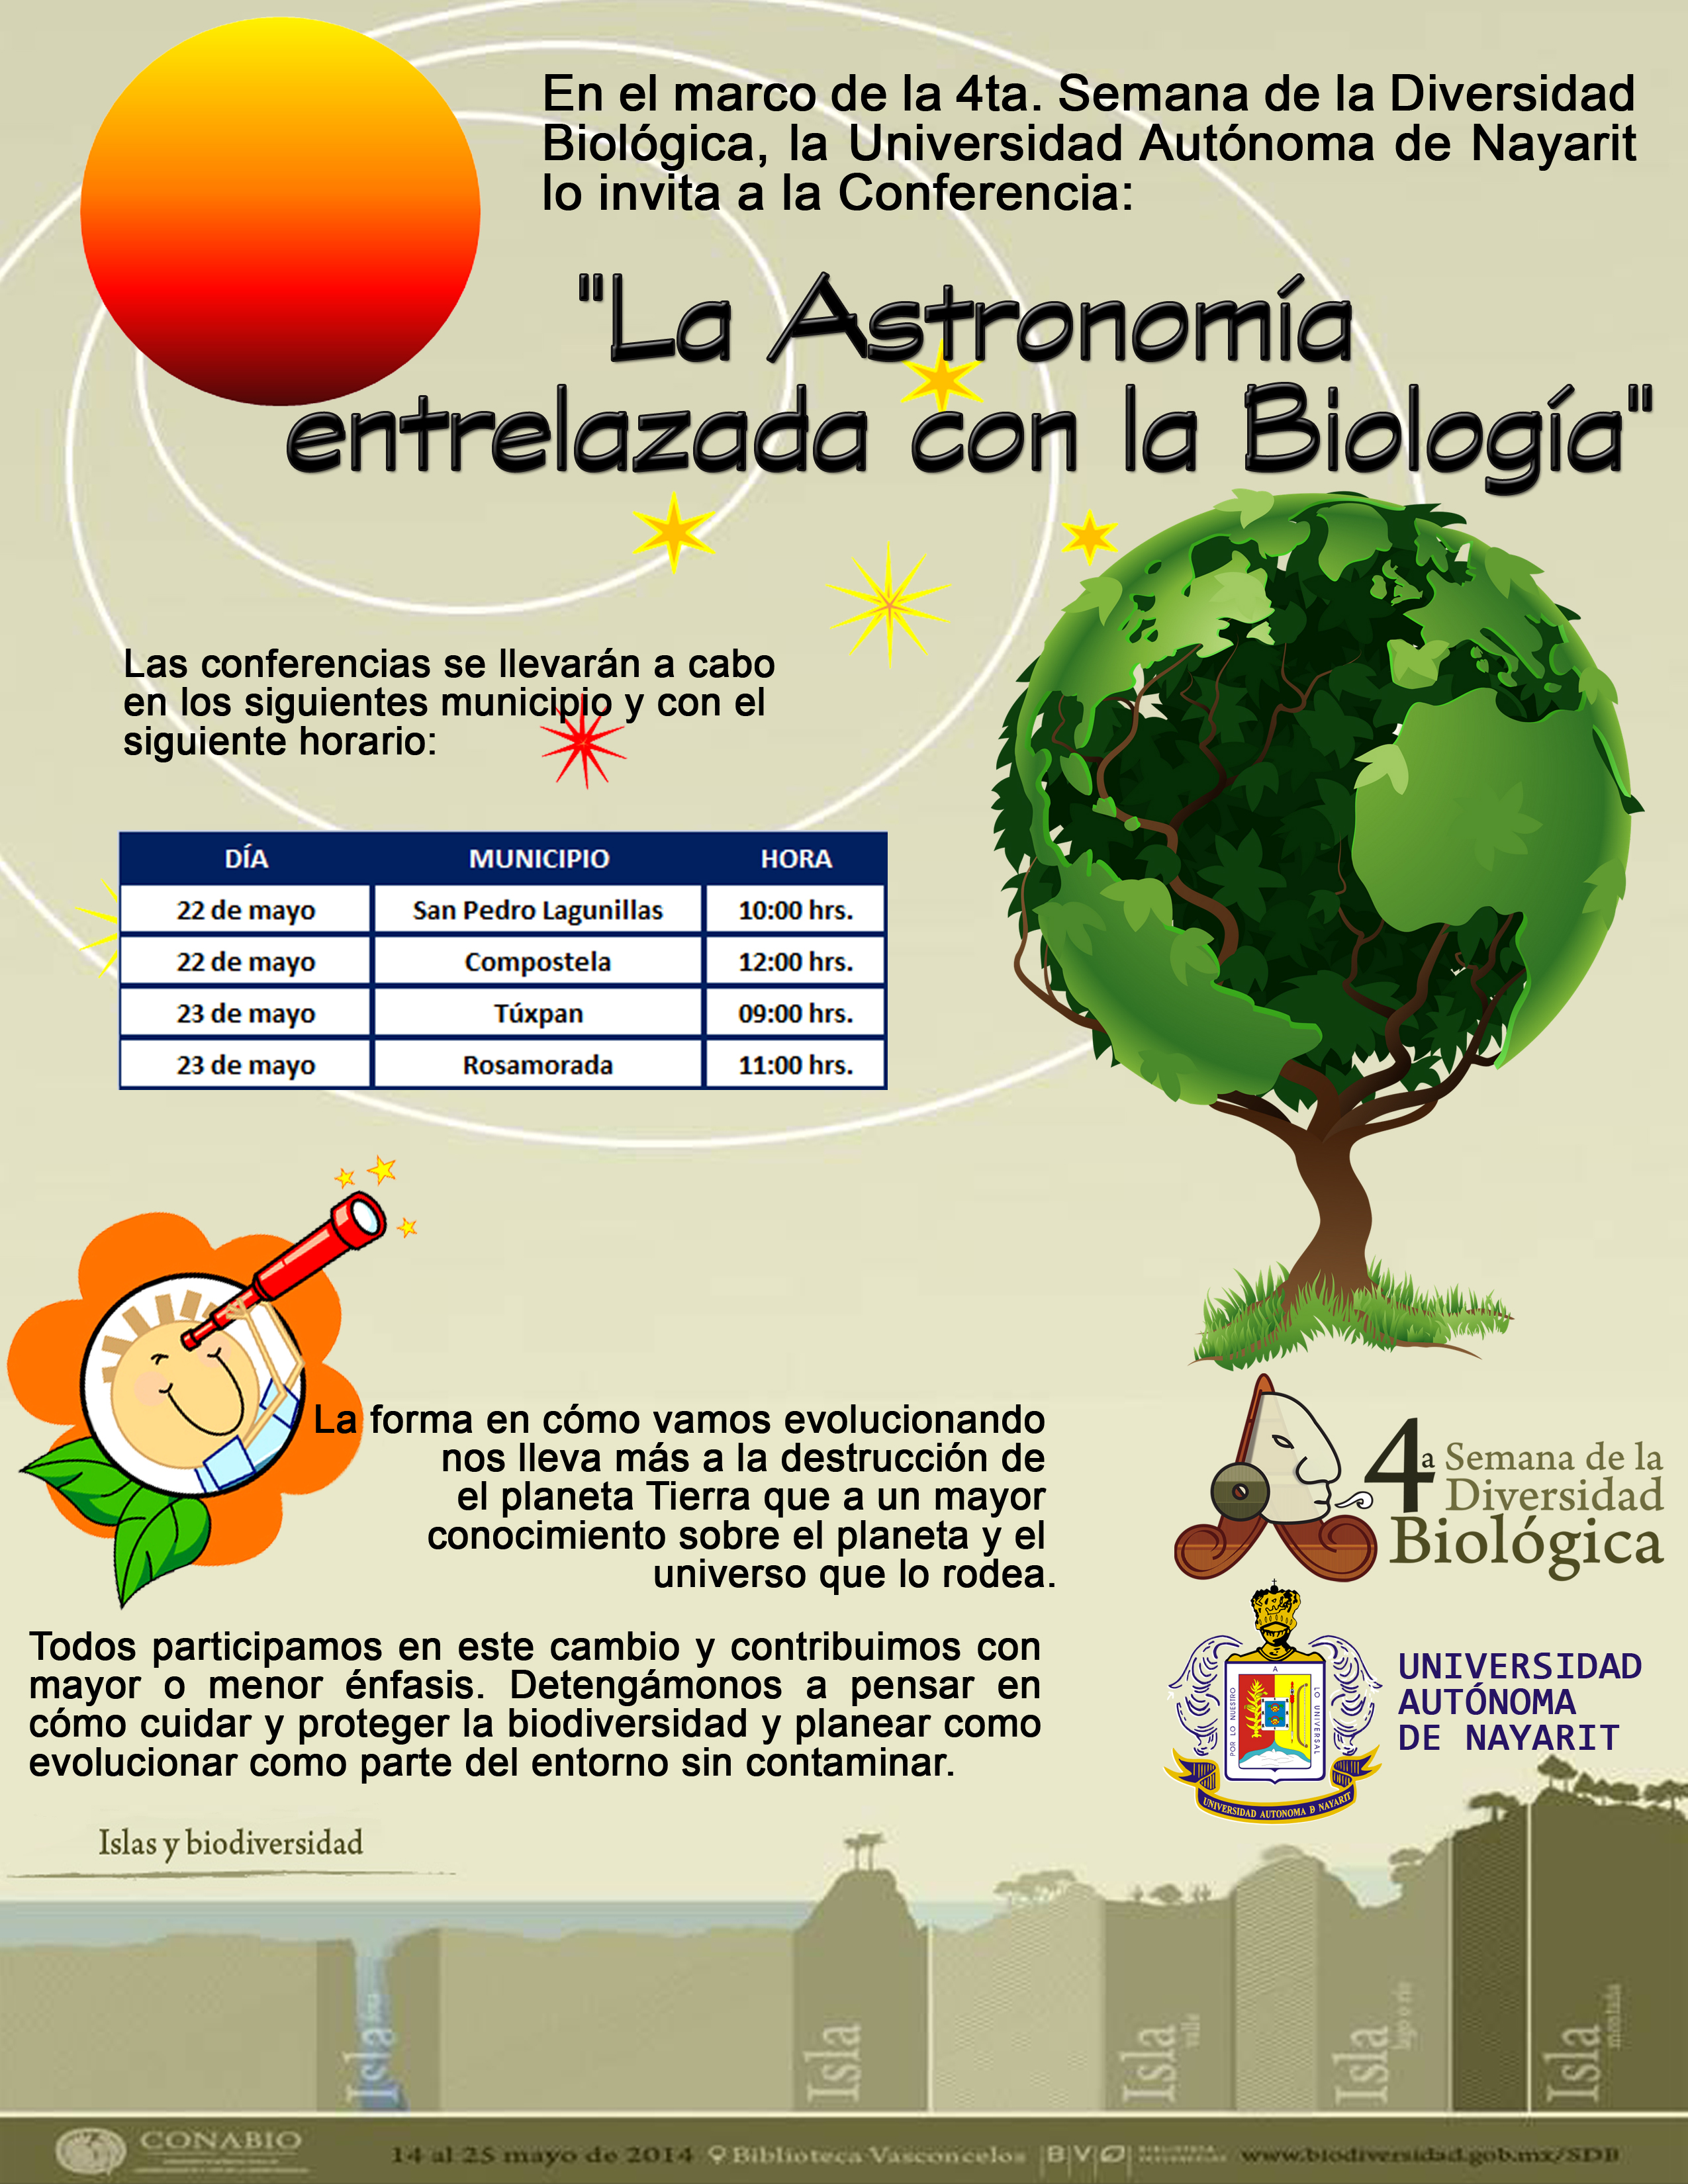 En el marco de la 4ta. Semana de la Diversidad
Biológica, la Universidad Autónoma de Nayarit
lo invita a la Conferencia:
"La Astronomía
entrelazada con la Biología"
Las conferencias se llevarán a cabo
en los siguientes municipio y con el
siguiente horario:
DÍA MUNICIPIO HORA
22 de mayo San Pedro Lagunillas 10:00 hrs.
22 de mayo Compostela 12:00 hrs.
23 de mayo Túxpan 09:00 hrs.
23 de mayo Rosamorada 11:00 hrs.
La forma en cómo vamos evolucionando
nos lleva más a la destrucción de
el planeta Tierra que a un mayor
conocimiento sobre el planeta y el
universo que lo rodea.
Todos participamos en este cambio y contribuimos con
mayor o menor énfasis. Detengámonos a pensar en
cómo cuidar y proteger la biodiversidad y planear como
evolucionar como parte del entorno sin contaminar.
4a Semana de la
Diversidad
Biológica
A
POR LO NUESTRO
LO UNIVERSAL
UNIVERSIDAD AUTONOMA D NAYARIT
UNIVERSIDAD
AUTÓNOMA
DE NAYARIT
Islas y biodiversidad
Isla
Isla
Isla valle
Isla lago o río
Isla montaña
CONABIO
14 al 25 mayo de 2014 Biblioteca Vasconcelos BV www.biodiversidad.gob.mx/SDB